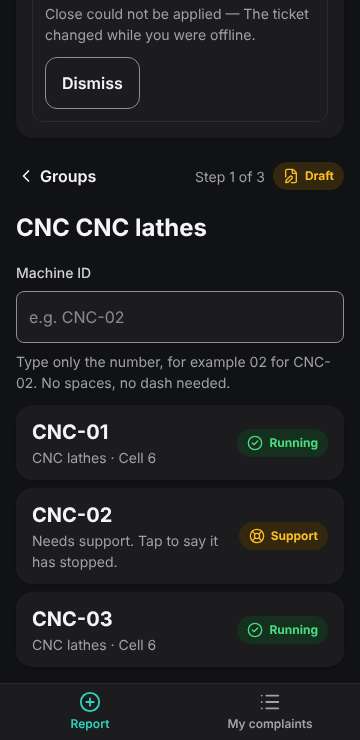 Close could not be applied — The ticket
changed while you were offline.
Dismiss
Groups
Step 1 of 3
Draft
CNC CNC lathes
Machine ID
e.g. CNC-02
Type only the number, for example 02 for CNC-
02. No spaces, no dash needed.
CNC-01
CNC lathes · Cell 6
Running
CNC-02
Needs support. Tap to say it
has stopped.
Support
CNC-03
CNC lathes · Cell 6
Running
Report
My complaints